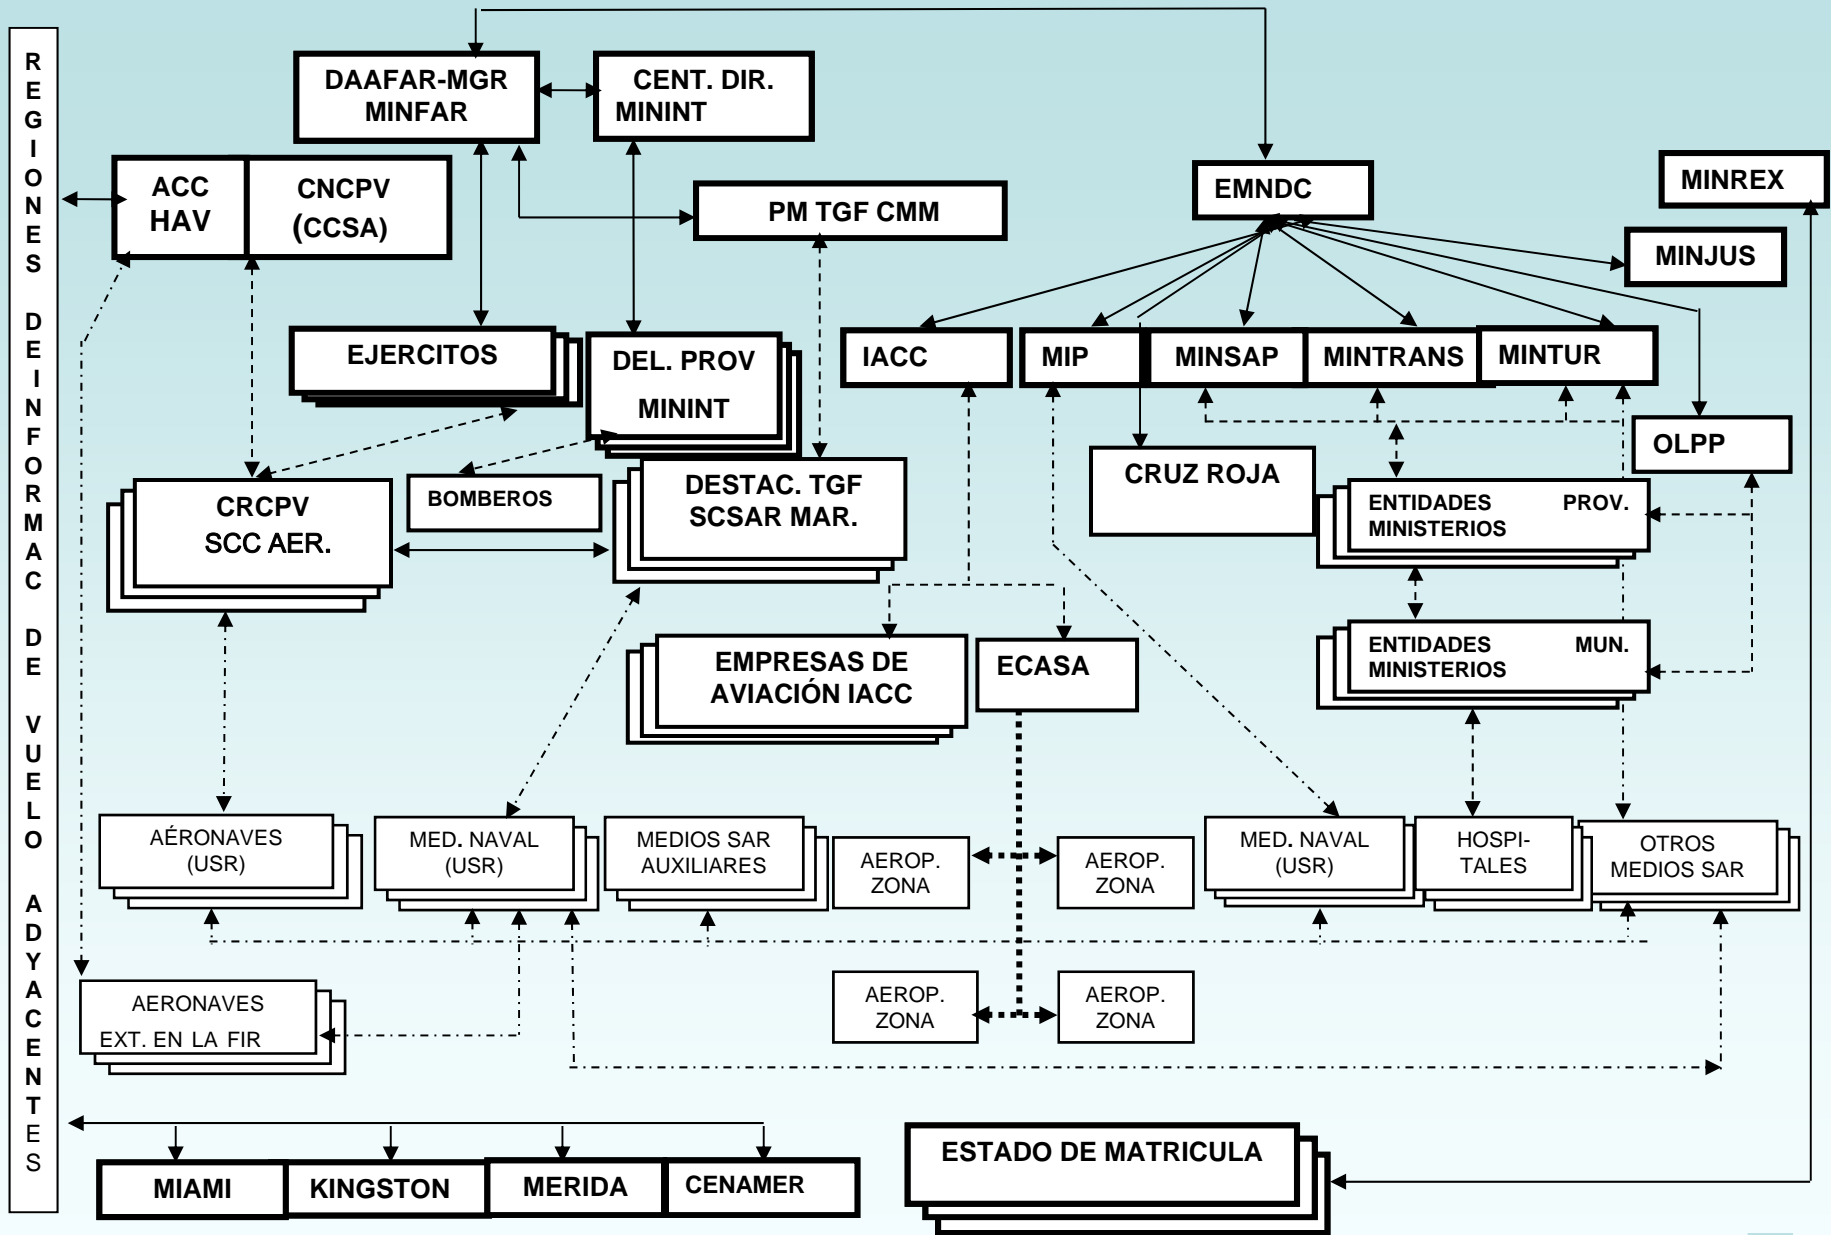 REGIONES DE INFORMAC DE VUELO ADYACENTES
DAAFAR-MGR
MINFAR
CENT. DIR.
MININT
ACC
HAV
CNCPV
(CCSA)
PM TGF CMM
EMNDC
MINREX
MINJUS
EJERCITOS
DEL. PROV
MININT
IACC
MIP
MINSAP
MINTRANS
MINTUR
OLPP
CRUZ ROJA
CRCPV
SCC AER.
BOMBEROS
DESTAC. TGF
SCSAR MAR.
ENTIDADES PROV.
MINISTERIOS
EMPRESAS DE
AVIACIÓN IACC
ECASA
ENTIDADES MUN.
MINISTERIOS
AÉRONAVES
(USR)
MED. NAVAL
(USR)
MEDIOS SAR
AUXILIARES
AEROP.
ZONA
AEROP.
ZONA
MED. NAVAL
(USR)
HOSPI-
TALES
OTROS
MEDIOS SAR
AERONAVES
EXT. EN LA FIR
AEROP.
ZONA
AEROP.
ZONA
MIAMI
KINGSTON
MERIDA
CENAMER
ESTADO DE MATRICULA